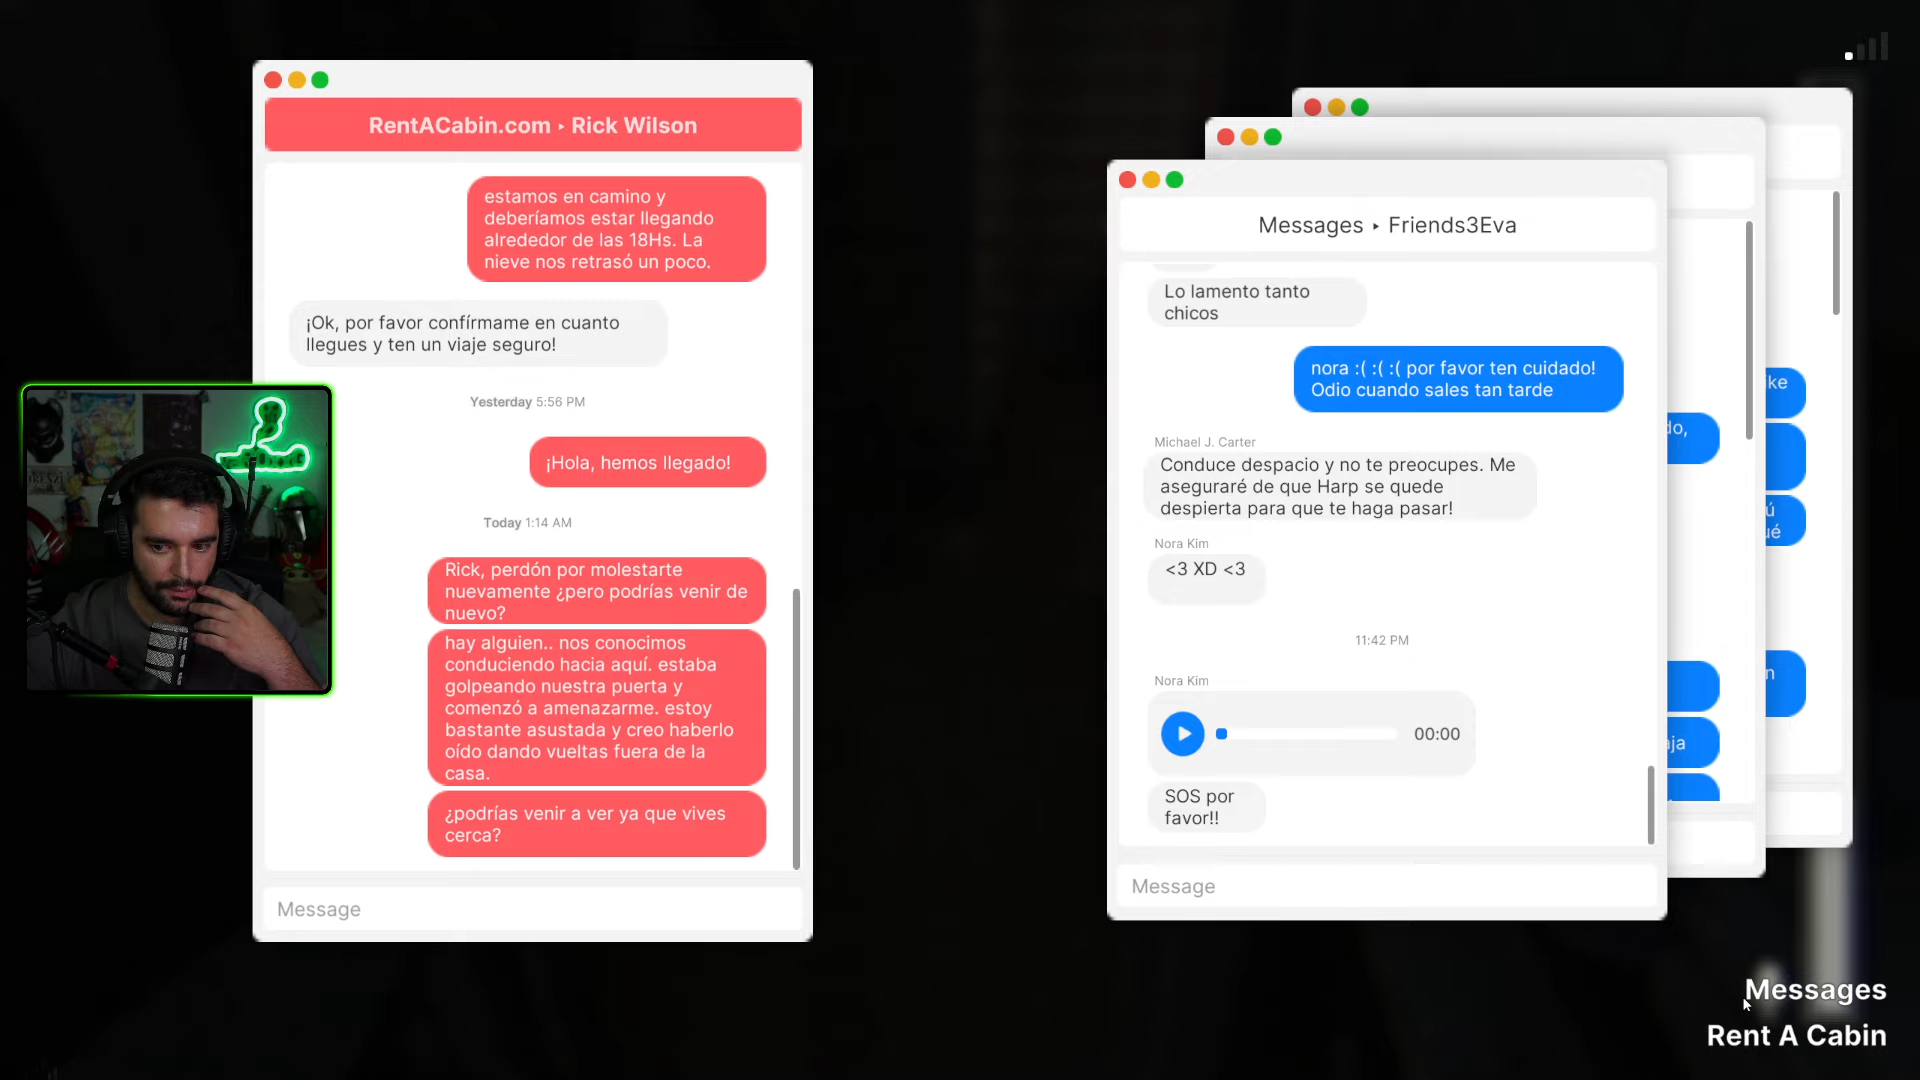 RentACabin.com ‣ Rick Wilson
estamos en camino y
deberíamos estar llegando
alrededor de las 18Hs. La
nieve nos retrasó un poco.
¡Ok, por favor confírmame en cuanto
llegues y ten un viaje seguro!
Yesterday 5:56 PM
¡Hola, hemos llegado!
Today 1:14 AM
Rick, perdón por molestarte
nuevamente ¿pero podrías venir de
nuevo?
hay alguien.. nos conocimos
conduciendo hacia aquí. estaba
golpeando nuestra puerta y
comenzó a amenazarme. estoy
bastante asustada y creo haberlo
oído dando vueltas fuera de la
casa.
¿podrías venir a ver ya que vives
cerca?
Message
Messages ‣ Friends3Eva
Lo lamento tanto
chicos
nora :( :( :( por favor ten cuidado!
Odio cuando sales tan tarde
Michael J. Carter
Conduce despacio y no te preocupes. Me
aseguraré de que Harp se quede
despierta para que te haga pasar!
Nora Kim
<3 XD <3
11:42 PM
Nora Kim
00:00
SOS por
favor!!
Message
Messages
Rent A Cabin